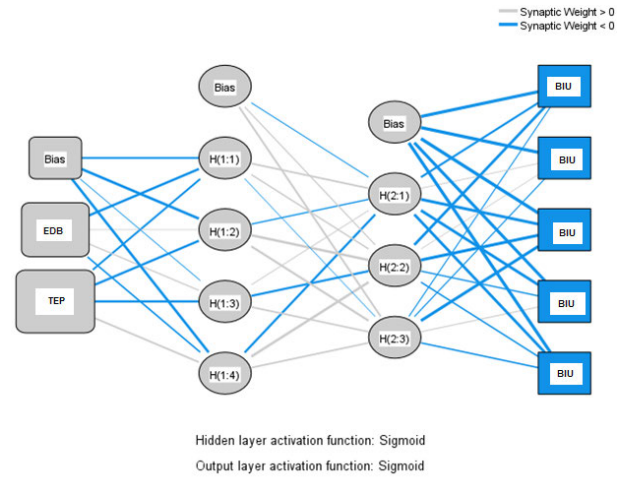 Synaptic Weight > 0
Synaptic Weight < 0
Bias
BIU
Bias
Bias
H(1:1)
BIU
H(2:1)
EDB
H(1:2)
BIU
H(2:2)
TEP
H(1:3)
BIU
H(2:3)
H(1:4)
BIU
Hidden layer activation function: Sigmoid
Output layer activation function: Sigmoid